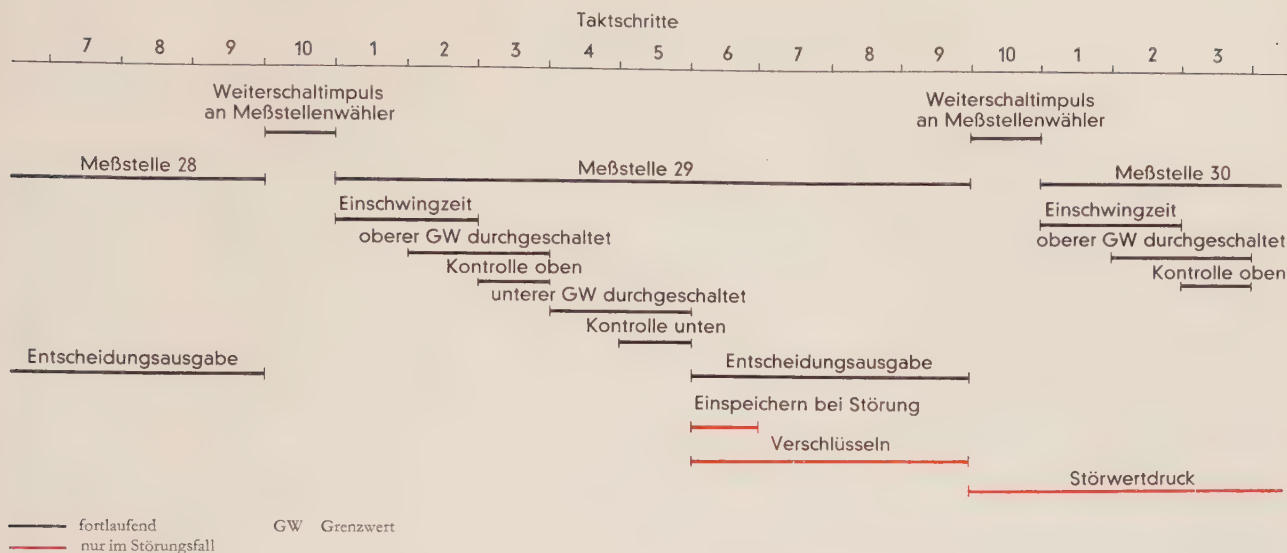 Taktschritte
7 8 9 10 1 2 3 4 5 6 7 8 9 10 1 2 3
Weiterschaltimpuls
an Meßstellenwähler
Weiterschaltimpuls
an Meßstellenwähler
Meßstelle 28
Meßstelle 29
Meßstelle 30
Einschwingzeit
Einschwingzeit
oberer GW durchgeschaltet
oberer GW durchgeschaltet
Kontrolle oben
Kontrolle oben
unterer GW durchgeschaltet
Kontrolle unten
Entscheidungsausgabe
Entscheidungsausgabe
Einspeichern bei Störung
Verschlüsseln
Störwertdruck
fortlaufend GW Grenzwert
nur im Störungsfall